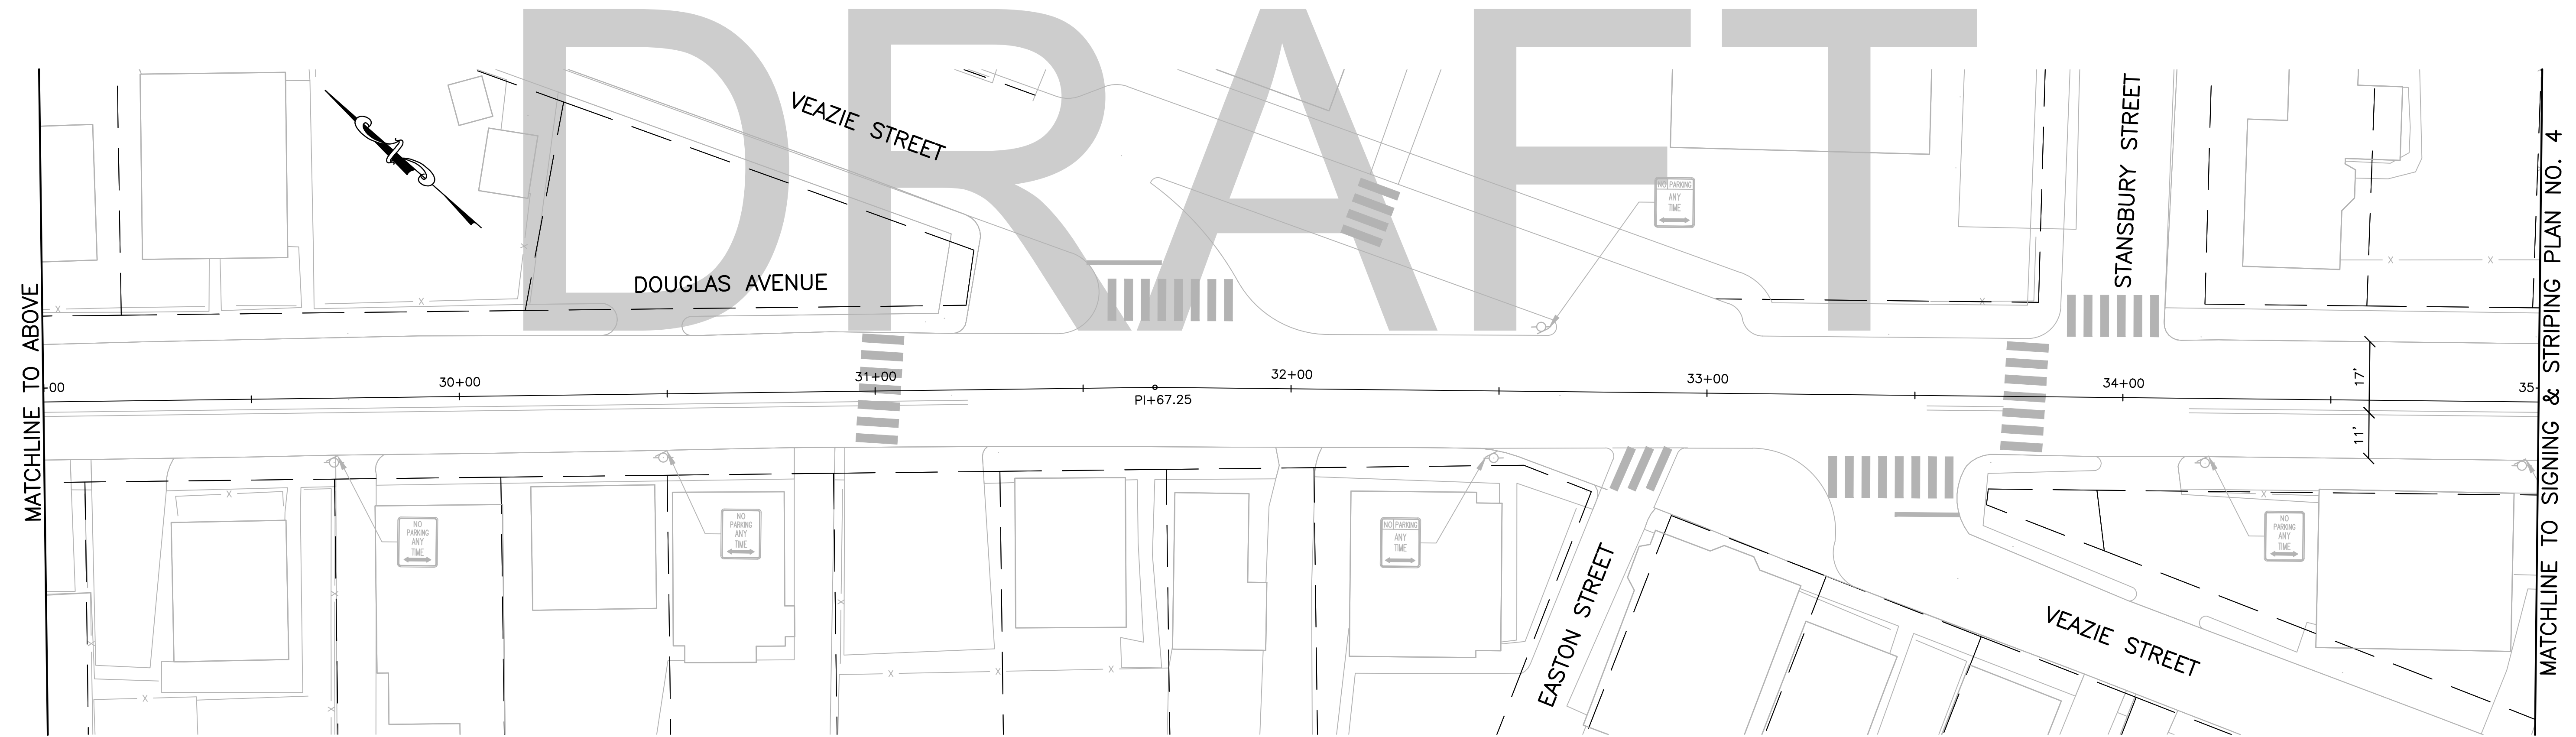 DRAFT
VEAZIE STREET
DOUGLAS AVENUE
STANSBURY STREET
MATCHLINE TO ABOVE
MATCHLINE TO SIGNING & STRIPING PLAN NO. 4
NO PARKING
ANY
TIME
+00
30+00
31+00
32+00
33+00
34+00
35
PI+67.25
17'
11'
NO
PARKING
ANY
TIME
NO
PARKING
ANY
TIME
NO PARKING
ANY
TIME
NO
PARKING
ANY
TIME
EASTON STREET
VEAZIE STREET